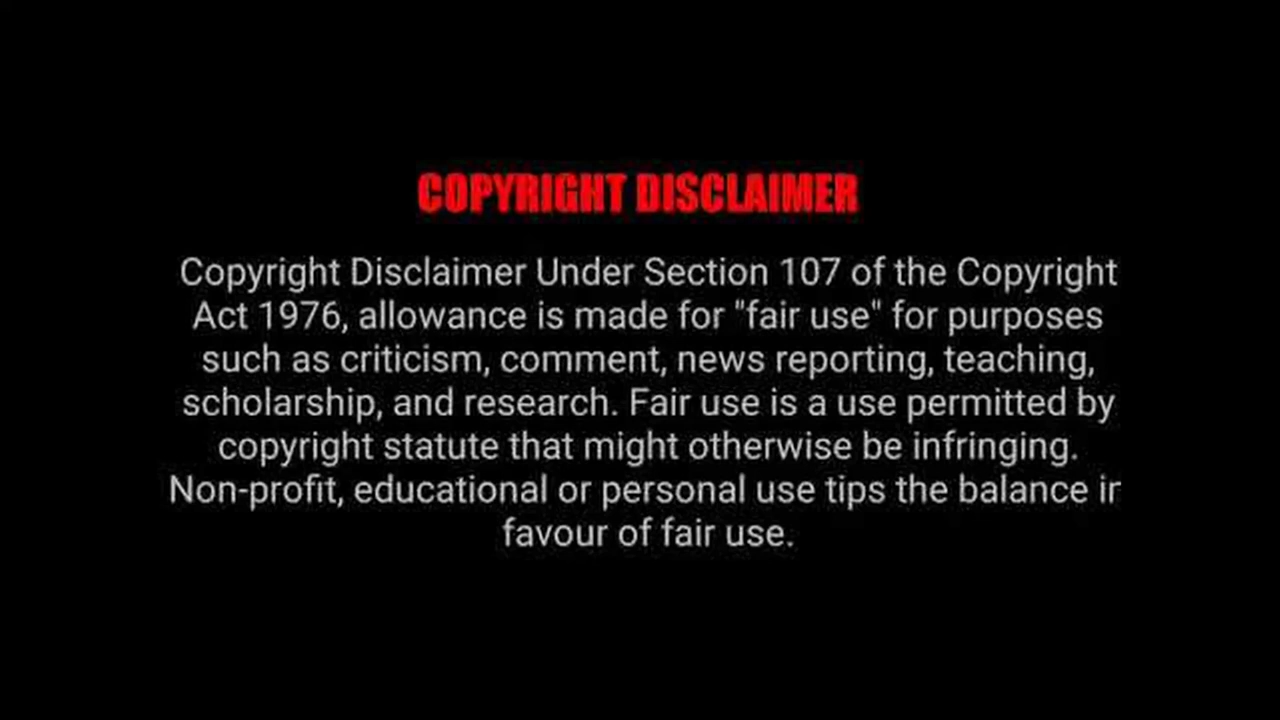 COPYRIGHT DISCLAIMER
Copyright Disclaimer Under Section 107 of the Copyright
Act 1976, allowance is made for "fair use" for purposes
such as criticism, comment, news reporting, teaching,
scholarship, and research. Fair use is a use permitted by
copyright statute that might otherwise be infringing.
Non-profit, educational or personal use tips the balance ir
favour of fair use.